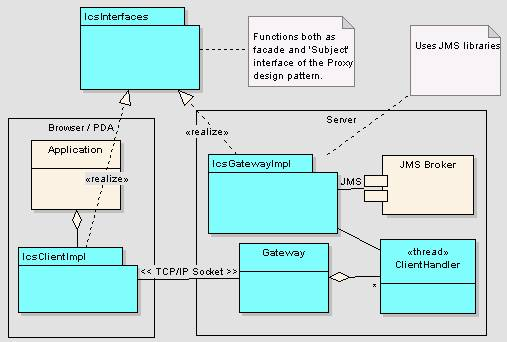 IcsInterfaces
Functions both as
facade and 'Subject'
interface of the Proxy
design pattern.
Uses JMS libraries
Browser / PDA
Server
Application
«realize»
«realize»
IcsGatewayImpl
JMS
JMS Broker
IcsClientImpl
<< TCP/IP Socket >>
Gateway
*
«thread»
ClientHandler